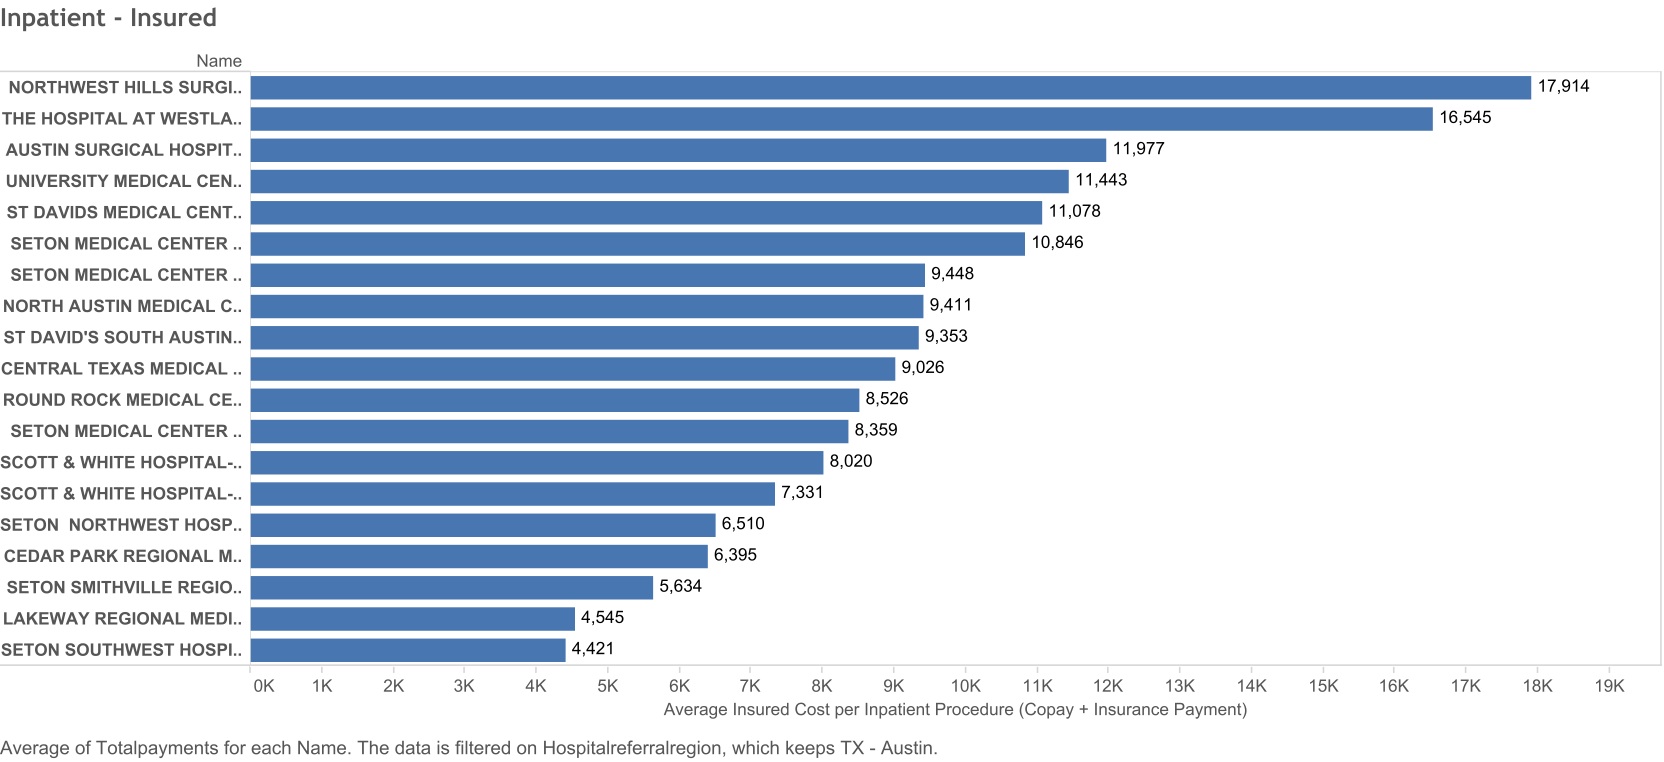 Inpatient - Insured
Name
NORTHWEST HILLS SURGI.. 17,914
THE HOSPITAL AT WESTLA.. 16,545
AUSTIN SURGICAL HOSPIT.. 11,977
UNIVERSITY MEDICAL CEN.. 11,443
ST DAVIDS MEDICAL CENT.. 11,078
SETON MEDICAL CENTER .. 10,846
SETON MEDICAL CENTER .. 9,448
NORTH AUSTIN MEDICAL C.. 9,411
ST DAVID'S SOUTH AUSTIN.. 9,353
CENTRAL TEXAS MEDICAL .. 9,026
ROUND ROCK MEDICAL CE.. 8,526
SETON MEDICAL CENTER .. 8,359
SCOTT & WHITE HOSPITAL-.. 8,020
SCOTT & WHITE HOSPITAL-.. 7,331
SETON  NORTHWEST HOSP.. 6,510
CEDAR PARK REGIONAL M.. 6,395
SETON SMITHVILLE REGIO.. 5,634
LAKEWAY REGIONAL MEDI.. 4,545
SETON SOUTHWEST HOSPI.. 4,421
0K 1K 2K 3K 4K 5K 6K 7K 8K 9K 10K 11K 12K 13K 14K 15K 16K 17K 18K 19K
Average Insured Cost per Inpatient Procedure (Copay + Insurance Payment)
Average of Totalpayments for each Name. The data is filtered on Hospitalreferralregion, which keeps TX - Austin.